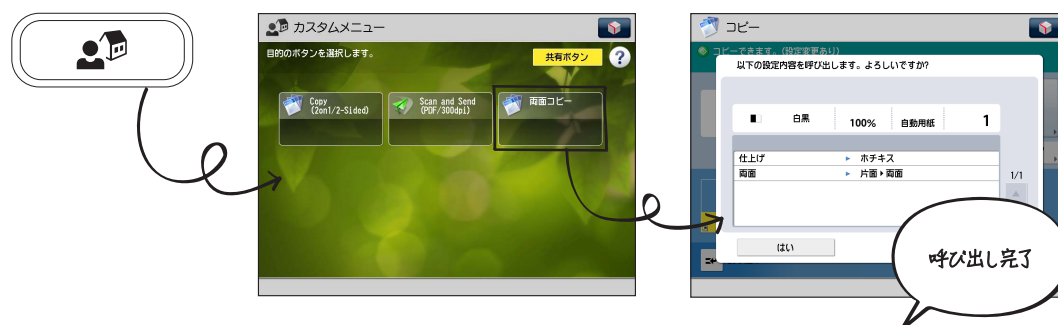 カスタムメニュー
目的のボタンを選択します。
共有ボタン
?
Copy
(2on1/2-Sided)
Scan and Send
(PDF/300dpi)
両面コピー
コピー
コピーできます。(設定変更あり)
以下の設定内容を呼び出します。よろしいですか?
白黒
100%
自動用紙
1
仕上げ
▸ ホチキス
両面
▸ 片面▸両面
1/1
はい
呼び出し完了